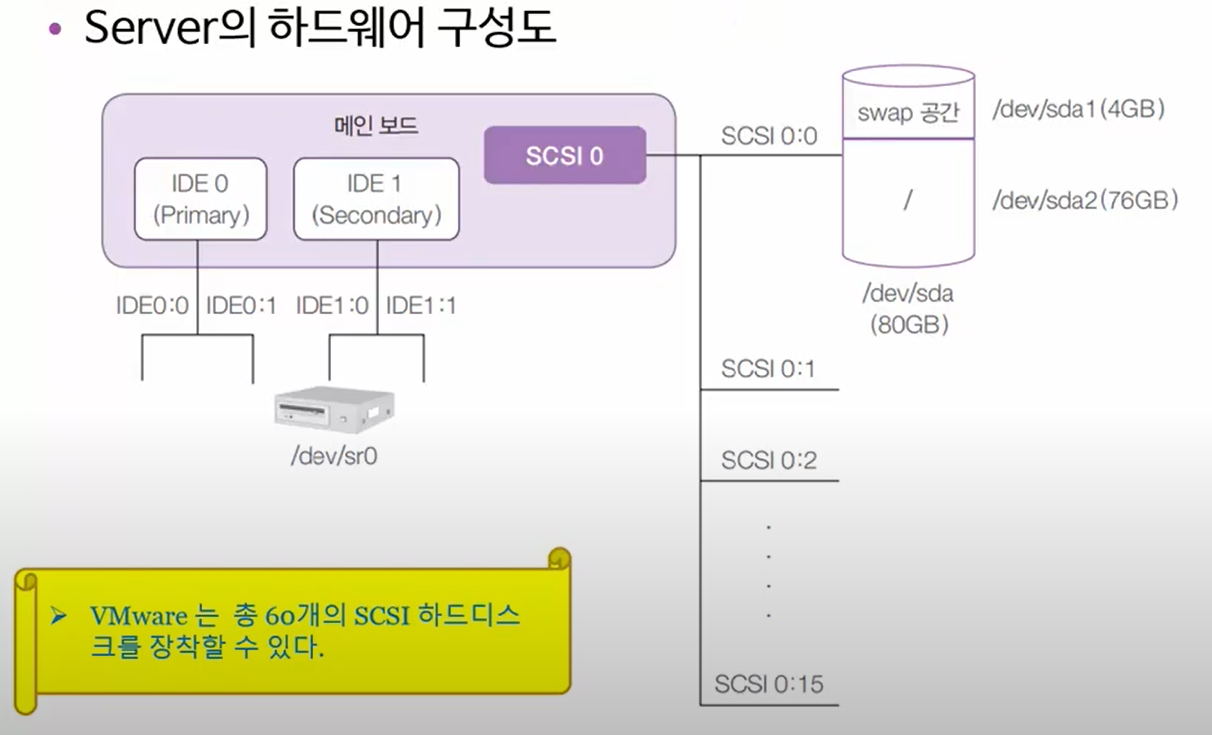 • Server의 하드웨어 구성도
메인 보드
SCSI 0
IDE 0
(Primary)
IDE 1
(Secondary)
IDE0:0
IDE0:1
IDE1:0
IDE1:1
/dev/sr0
SCSI 0:0
swap 공간
/dev/sda1(4GB)
/
/dev/sda2(76GB)
/dev/sda
(80GB)
SCSI 0:1
SCSI 0:2
SCSI 0:15
➢ VMware 는 총 60개의 SCSI 하드디스
크를 장착할 수 있다.